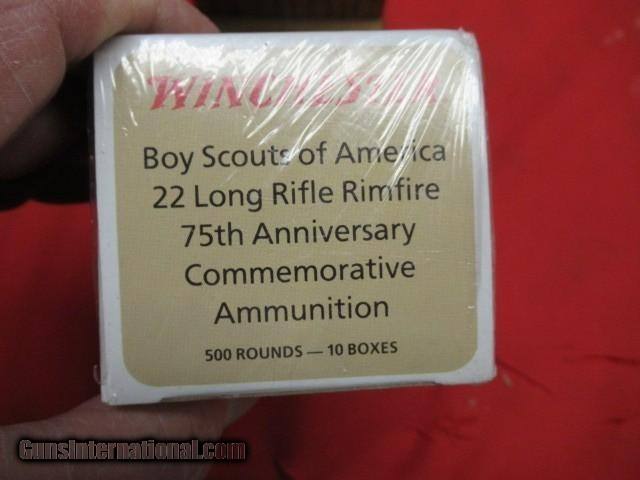 WINCHESTER
Boy Scouts of America
22 Long Rifle Rimfire
75th Anniversary
Commemorative
Ammunition
500 ROUNDS — 10 BOXES
GunsInternational.com